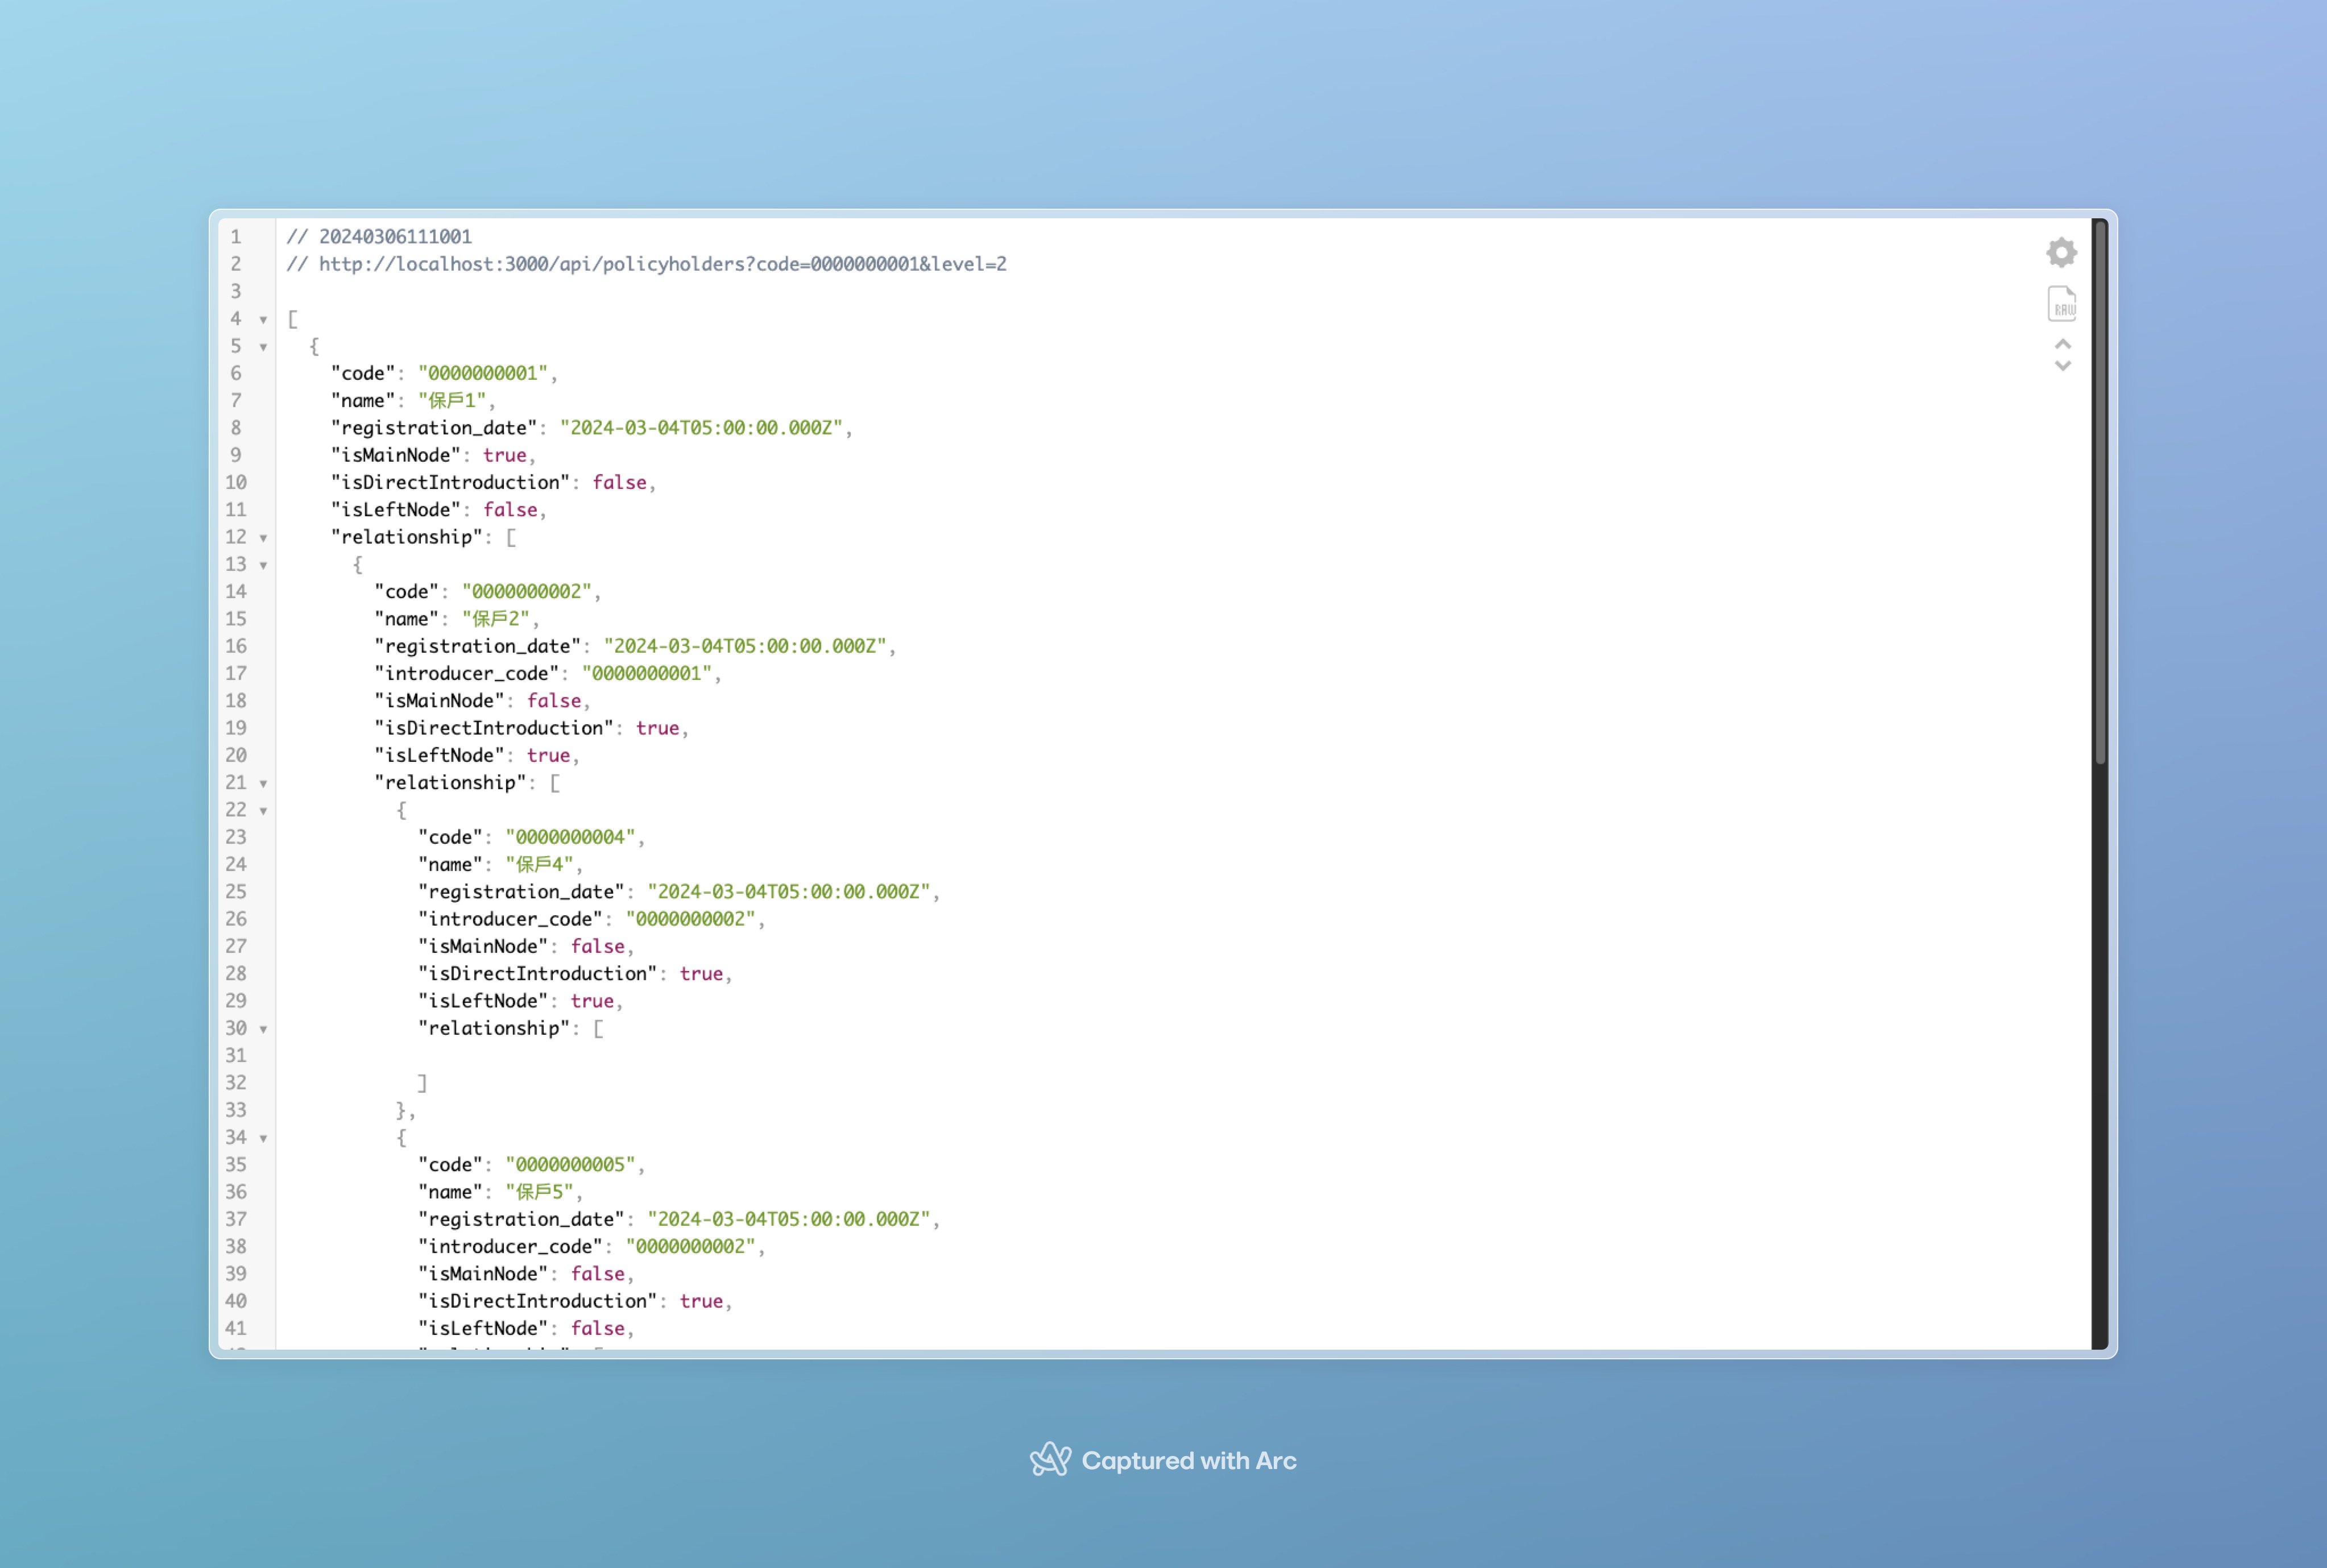 1 // 20240306111001
2 // http://localhost:3000/api/policyholders?code=0000000001&level=2
3
4 [
5 {
6 "code": "0000000001",
7 "name": "保戶1",
8 "registration_date": "2024-03-04T05:00:00.000Z",
9 "isMainNode": true,
10 "isDirectIntroduction": false,
11 "isLeftNode": false,
12 "relationship": [
13 {
14 "code": "0000000002",
15 "name": "保戶2",
16 "registration_date": "2024-03-04T05:00:00.000Z",
17 "introducer_code": "0000000001",
18 "isMainNode": false,
19 "isDirectIntroduction": true,
20 "isLeftNode": true,
21 "relationship": [
22 {
23 "code": "0000000004",
24 "name": "保戶4",
25 "registration_date": "2024-03-04T05:00:00.000Z",
26 "introducer_code": "0000000002",
27 "isMainNode": false,
28 "isDirectIntroduction": true,
29 "isLeftNode": true,
30 "relationship": [
31
32 ]
33 },
34 {
35 "code": "0000000005",
36 "name": "保戶5",
37 "registration_date": "2024-03-04T05:00:00.000Z",
38 "introducer_code": "0000000002",
39 "isMainNode": false,
40 "isDirectIntroduction": true,
41 "isLeftNode": false,
RAW
Captured with Arc